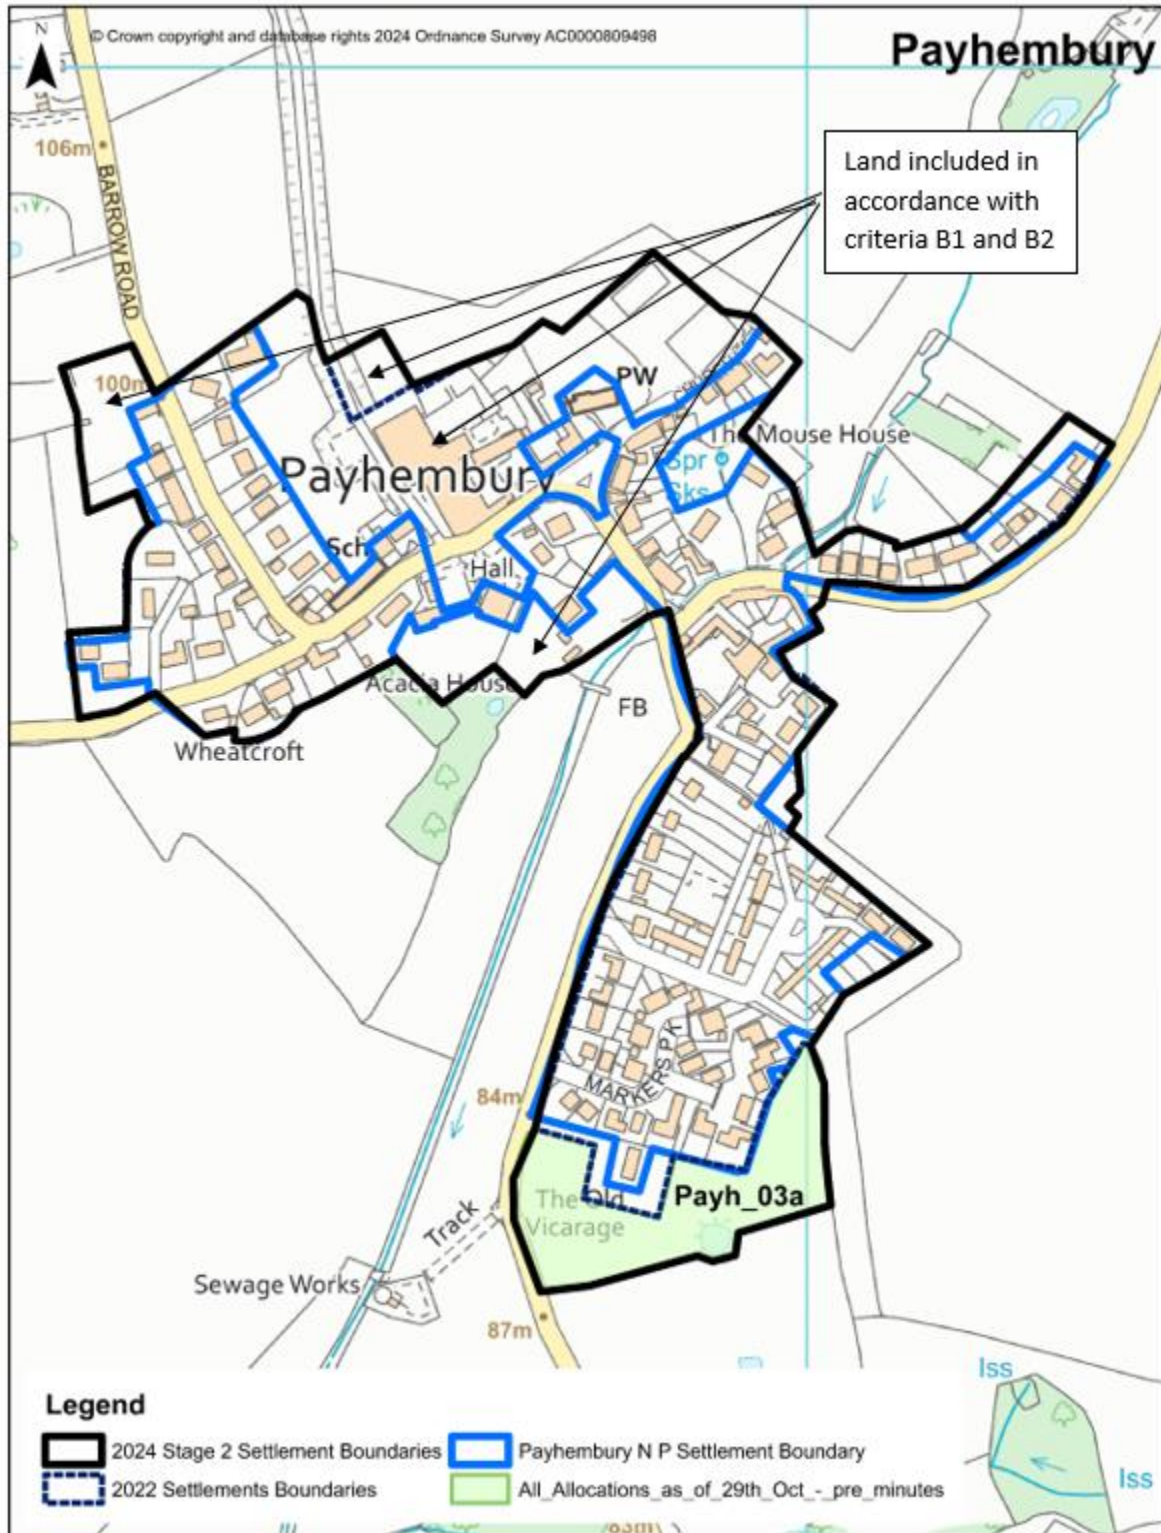 © Crown copyright and database rights 2024 Ordnance Survey AC0000809498
Payhembury
N
106m
BARROW ROAD
Land included in
accordance with
criteria B1 and B2
100m
PW
The Mouse House
Spr
Sks
Payhembury
Sch
Hall
Acacia House
FB
Wheatcroft
MARKERS PK
84m
The Old
Vicarage
Payh_03a
Track
Sewage Works
87m
Iss
Iss
Legend
2024 Stage 2 Settlement Boundaries
Payhembury N P Settlement Boundary
2022 Settlements Boundaries
All_Allocations_as_of_29th_Oct_-_pre_minutes